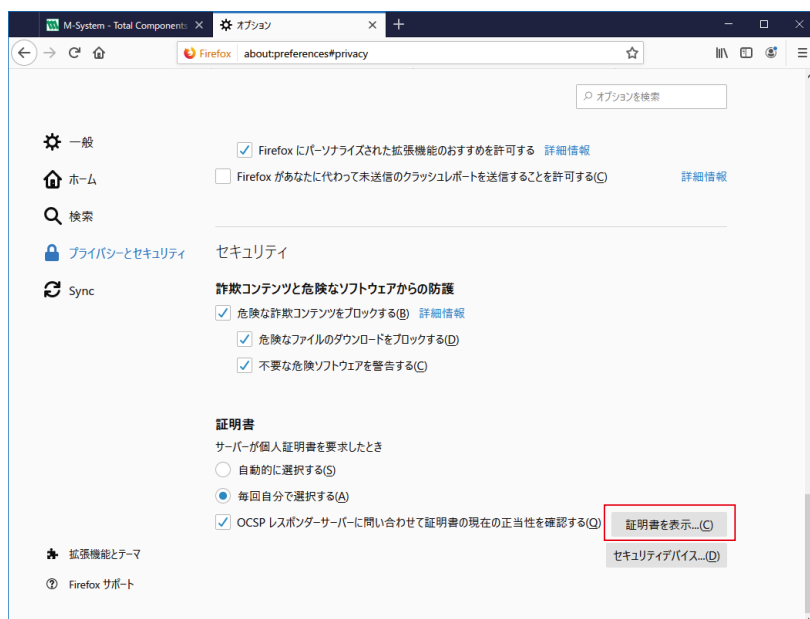 M-System - Total Components
オプション
Firefox about:preferences#privacy
オプションを検索
一般
ホーム
検索
プライバシーとセキュリティ
Sync
Firefox にパーソナライズされた拡張機能のおすすめを許可する 詳細情報
Firefox があなたに代わって未送信のクラッシュレポートを送信することを許可する(C) 詳細情報
セキュリティ
詐欺コンテンツと危険なソフトウェアからの防護
危険な詐欺コンテンツをブロックする(B) 詳細情報
危険なファイルのダウンロードをブロックする(D)
不要な危険ソフトウェアを警告する(C)
証明書
サーバーが個人証明書を要求したとき
自動的に選択する(S)
毎回自分で選択する(A)
OCSP レスポンダーサーバーに問い合わせて証明書の現在の正当性を確認する(Q)
証明書を表示...(C)
セキュリティデバイス...(D)
拡張機能とテーマ
Firefox サポート